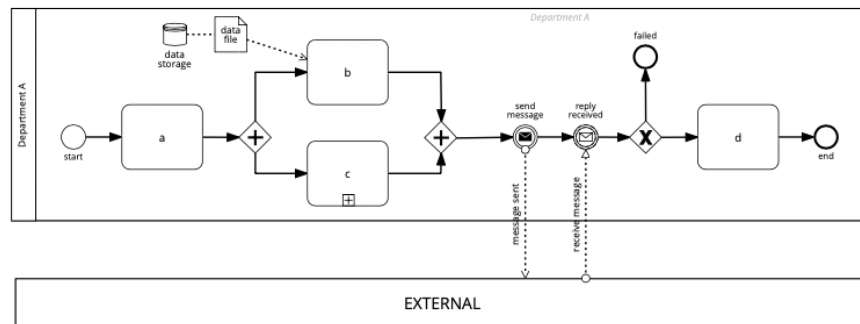 Department A
Department A
data
storage
data
file
b
failed
send
message
reply
received
start
a
c
d
end
message sent
receive message
EXTERNAL